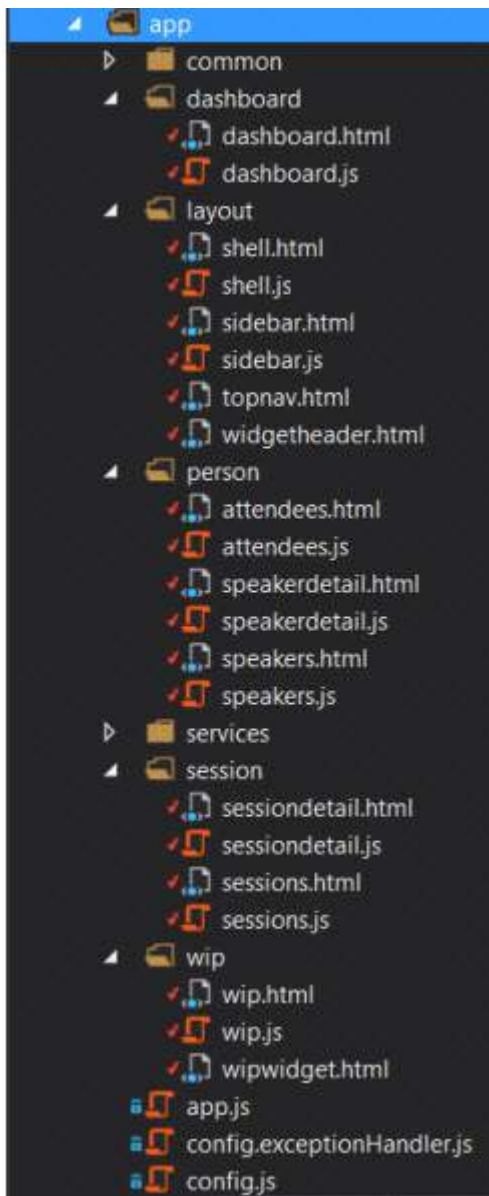 app
common
dashboard
dashboard.html
dashboard.js
layout
shell.html
shell.js
sidebar.html
sidebar.js
topnav.html
widgetheader.html
person
attendees.html
attendees.js
speakerdetail.html
speakerdetail.js
speakers.html
speakers.js
services
session
sessiondetail.html
sessiondetail.js
sessions.html
sessions.js
wip
wip.html
wip.js
wipwidget.html
app.js
config.exceptionHandler.js
config.js